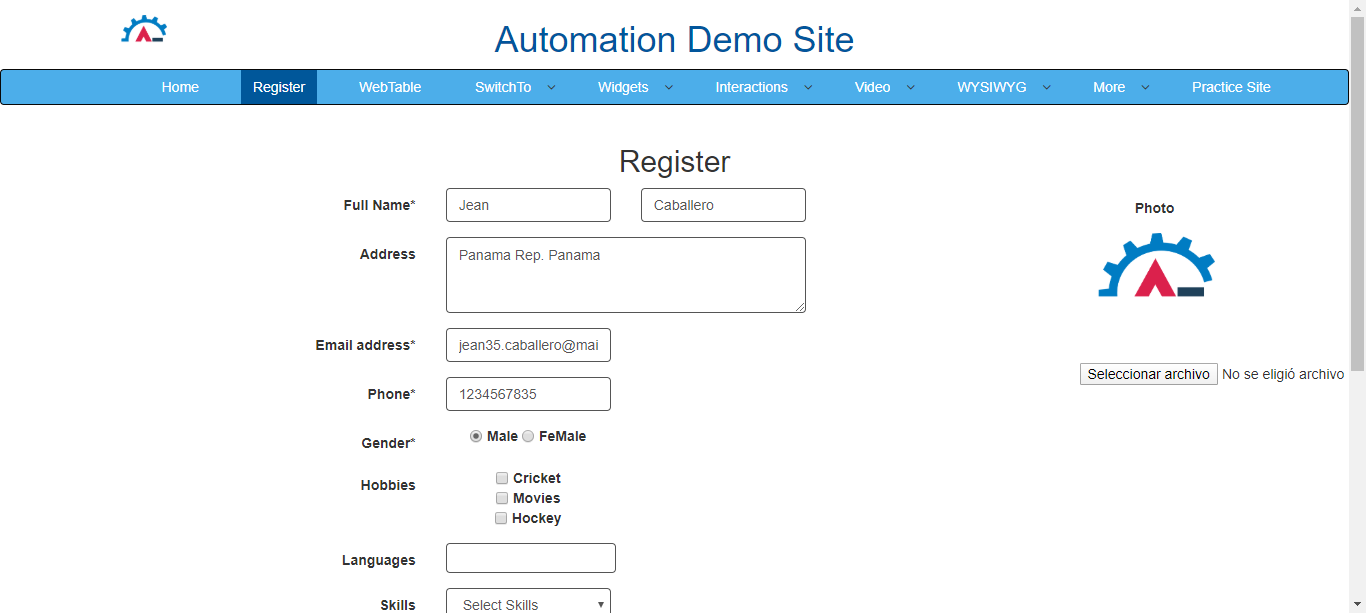 Automation Demo Site
Home Register WebTable SwitchTo Widgets Interactions Video WYSIWYG More Practice Site
Register
Full Name* Jean Caballero
Photo
Address Panama Rep. Panama
Email address* jean35.caballero@mai
Seleccionar archivo No se eligió archivo
Phone* 1234567835
Gender* Male FeMale
Hobbies Cricket
Movies
Hockey
Languages
Skills Select Skills